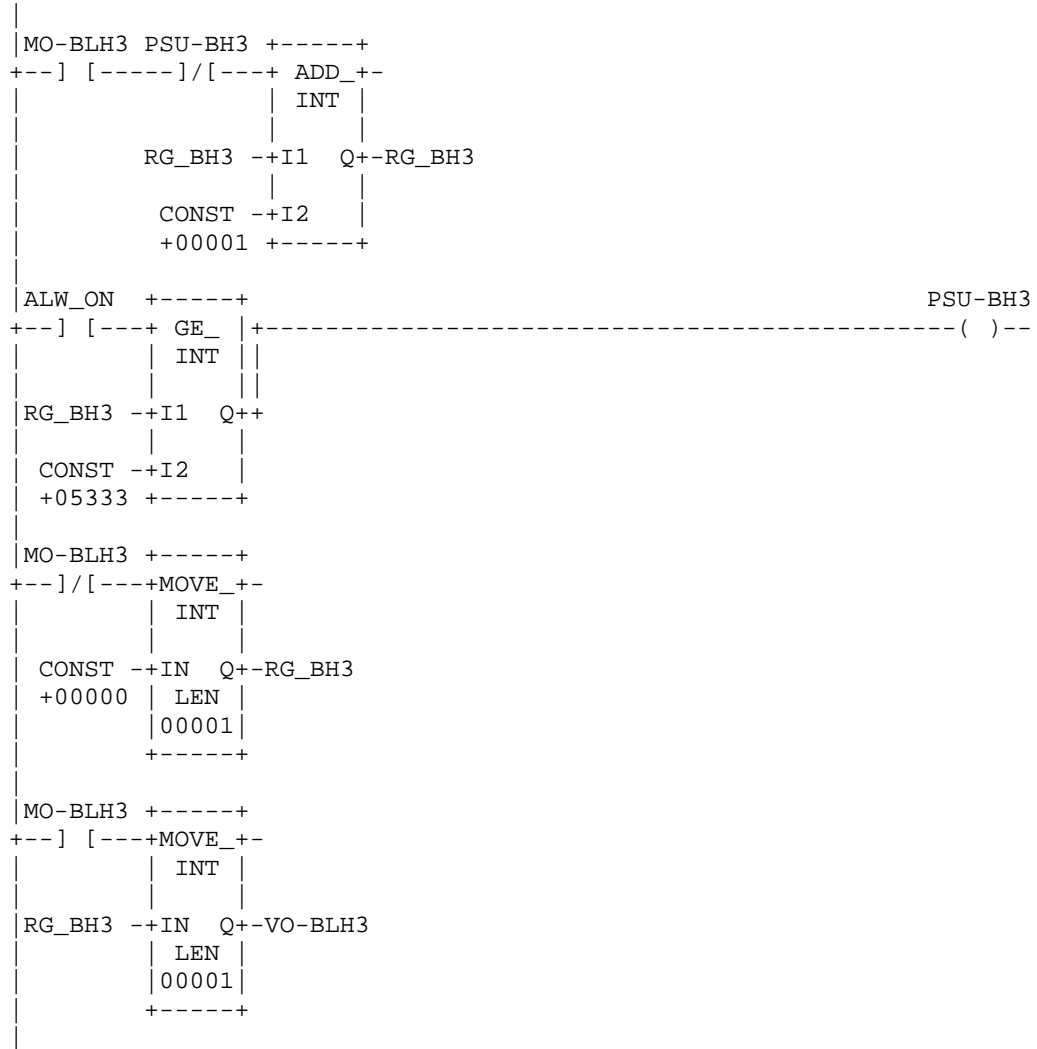 |
|MO-BLH3 PSU-BH3 +-----+
+--] [-----]/[---+ ADD_+-
|                | INT |
|                |     |
|        RG_BH3 -+I1  Q+-RG_BH3
|                |     |
|         CONST -+I2   |
|         +00001 +-----+
|
|ALW_ON  +-----+                                             PSU-BH3
+--] [---+ GE_ |+----------------------------------------------( )--
|        | INT ||
|        |     ||
|RG_BH3 -+I1  Q++
|        |     |
| CONST -+I2   |
| +05333 +-----+
|
|MO-BLH3 +-----+
+--]/[---+MOVE_+-
|        | INT |
|        |     |
| CONST -+IN  Q+-RG_BH3
| +00000 | LEN |
|        |00001|
|        +-----+
|
|MO-BLH3 +-----+
+--] [---+MOVE_+-
|        | INT |
|        |     |
|RG_BH3 -+IN  Q+-VO-BLH3
|        | LEN |
|        |00001|
|        +-----+
|